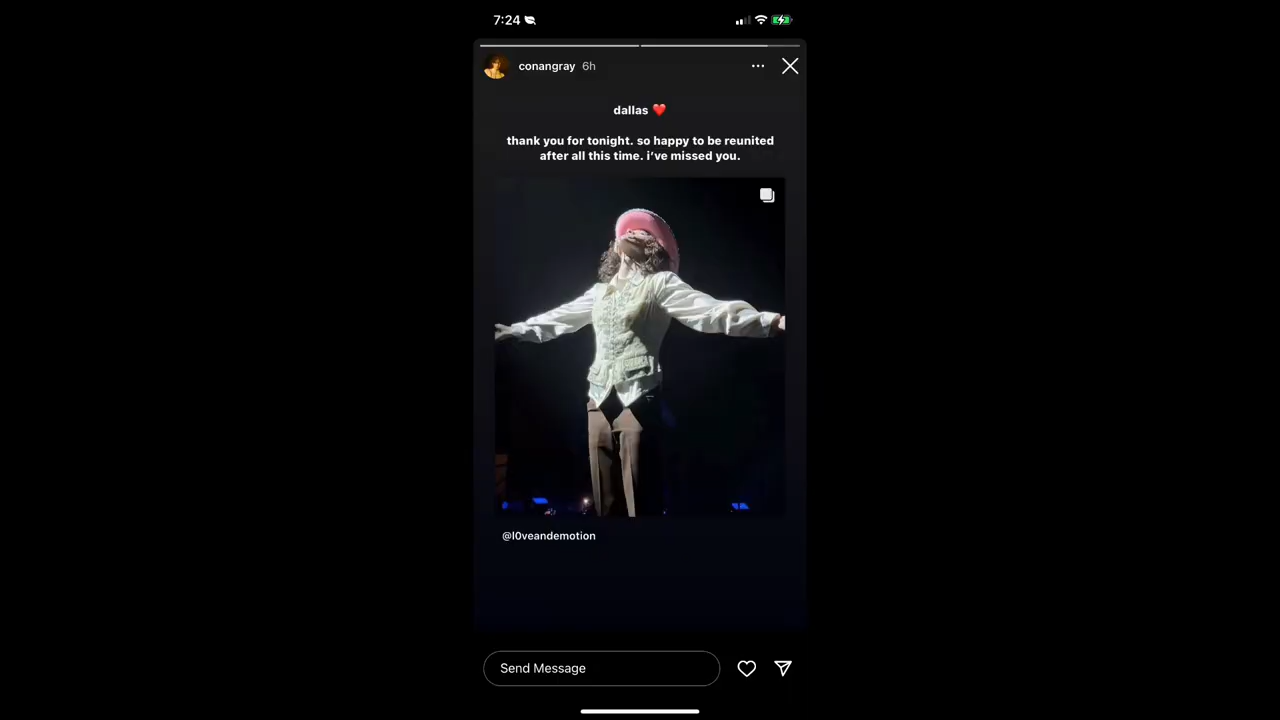 7:24
conangray 6h
dallas ❤️
thank you for tonight. so happy to be reunited
after all this time. i've missed you.
@l0veandemotion
Send Message